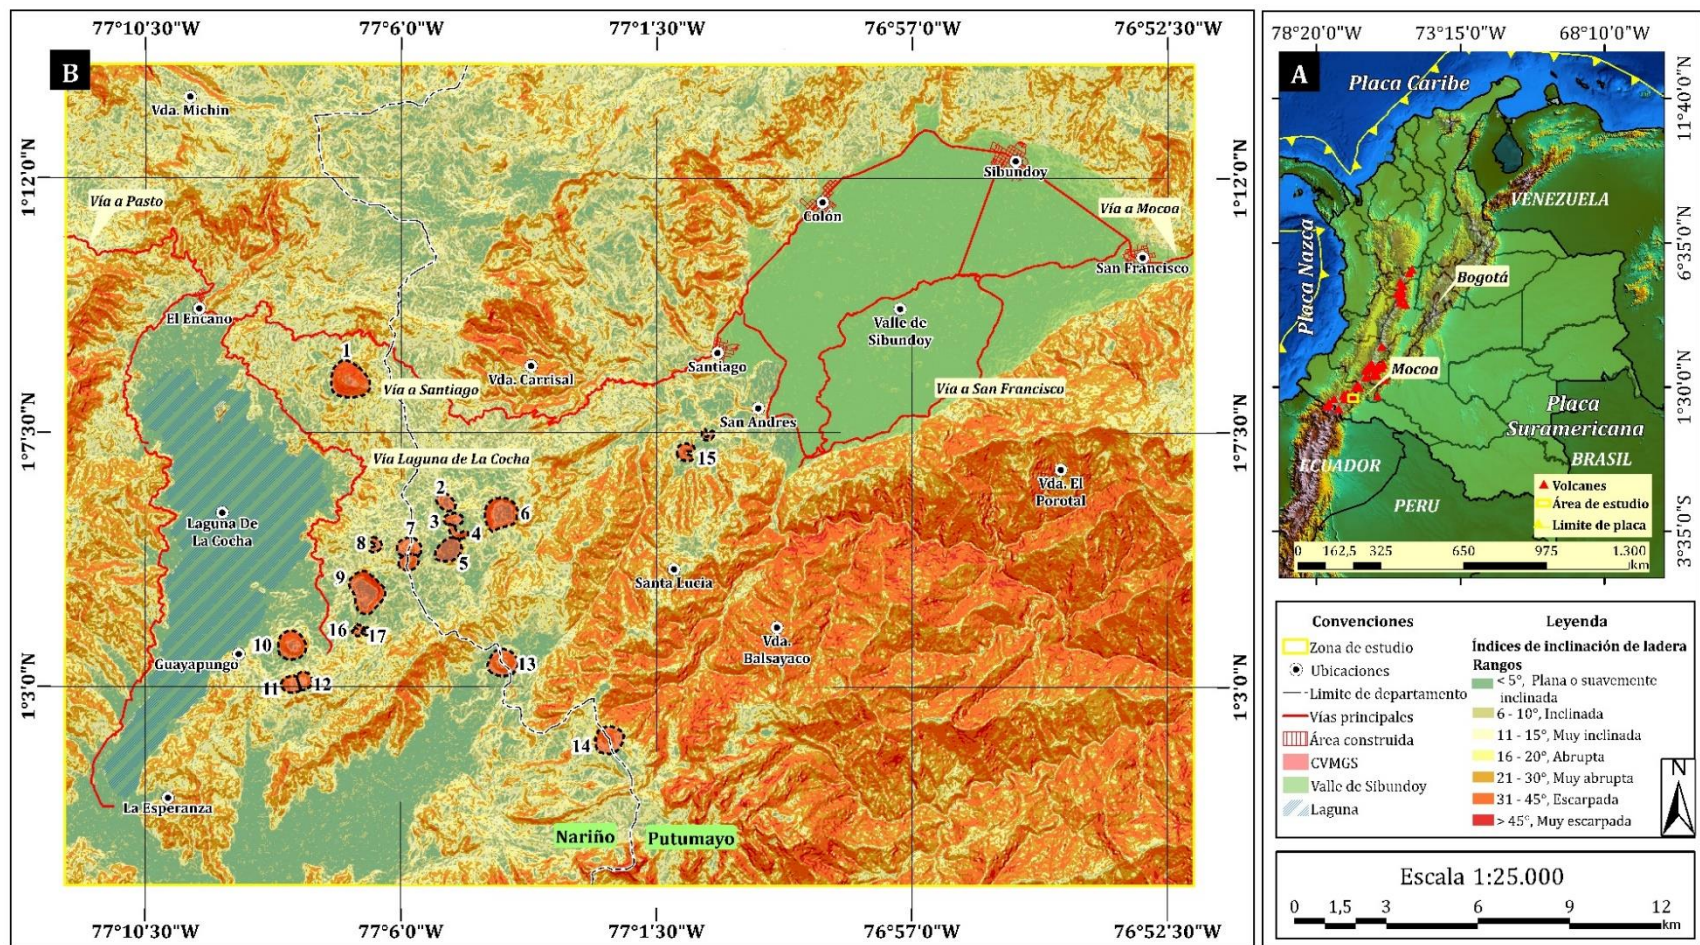 77°10'30"W
77°6'0"W
77°1'30"W
76°57'0"W
76°52'30"W
B
Vda. Michin
1°12'0"N
1°12'0"N
Vía a Pasto
Sibundoy
Colón
Vía a Mocoa
San Francisco
El Encano
Valle de
Sibundoy
1
Vía a Santiago
Vda. Carrisal
Santiago
Vía a San Francisco
San Andres
1°7'30"N
1°7'30"N
Vía Laguna de La Cocha
15
Vda. El
Porotal
2
3
6
4
7
8
5
Laguna De
La Cocha
9
Santa Lucia
16
17
10
Guayapungo
Vda.
Balsayaco
13
11
12
1°3'0"N
1°3'0"N
14
La Esperanza
Nariño
Putumayo
77°10'30"W
77°6'0"W
77°1'30"W
76°57'0"W
76°52'30"W
78°20'0"W
73°15'0"W
68°10'0"W
A
Placa Caribe
11°40'0"N
VENEZUELA
Placa Nazca
6°35'0"N
Bogotá
Mocoa
1°30'0"N
Placa
Suramericana
ECUADOR
BRASIL
PERU
Volcanes
Área de estudio
Limite de placa
3°35'0"S
0 162,5 325 650 975 1.300
km
Convenciones
Zona de estudio
Ubicaciones
Limite de departamento
Vías principales
Área construida
CVMGS
Valle de Sibundoy
Laguna
Leyenda
Índices de inclinación de ladera
Rangos
< 5°, Plana o suavemente
inclinada
6 - 10°, Inclinada
11 - 15°, Muy inclinada
16 - 20°, Abrupta
21 - 30°, Muy abrupta
31 - 45°, Escarpada
> 45°, Muy escarpada
N
Escala 1:25.000
0 1,5 3 6 9 12
km